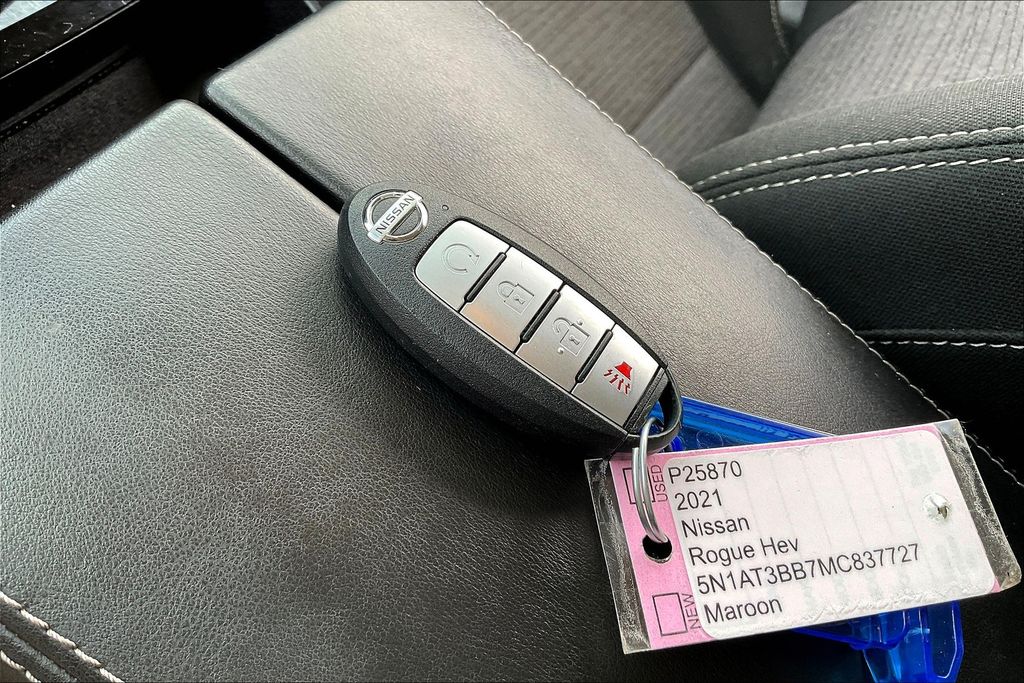 NISSAN
USED
NEW
P25870
2021
Nissan
Rogue Hev
5N1AT3BB7MC837727
Maroon